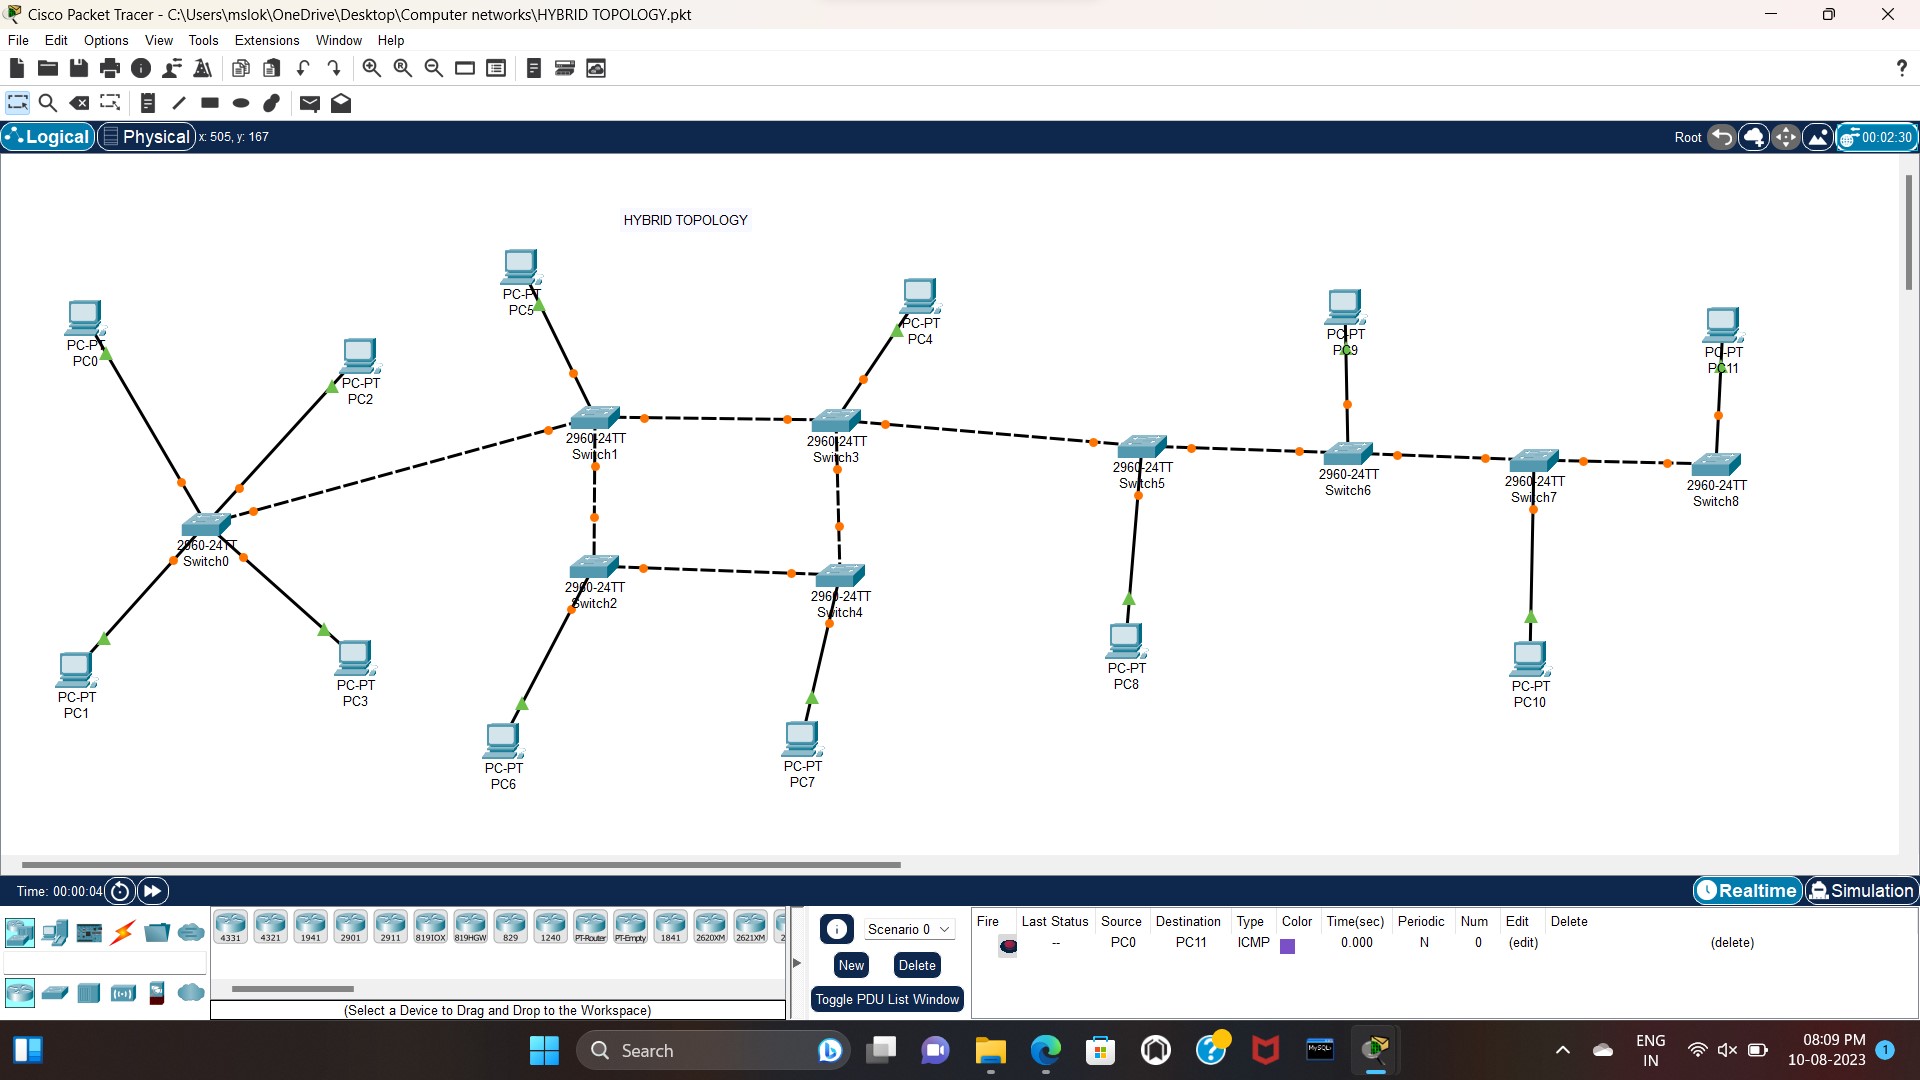 Cisco Packet Tracer - C:\Users\mslok\OneDrive\Desktop\Computer networks\HYBRID TOPOLOGY.pkt
File Edit Options View Tools Extensions Window Help
?
Logical Physical x: 505, y: 167 Root 00:02:30
HYBRID TOPOLOGY
PC-PT
PC5
PC-PT
PC4
PC-PT
PC9
PC-PT
PC11
PC-PT
PC0
PC-PT
PC2
2960-24TT
Switch1
2960-24TT
Switch3
2960-24TT
Switch5
2960-24TT
Switch6
2960-24TT
Switch7
2960-24TT
Switch8
2960-24TT
Switch0
2960-24TT
Switch2
2960-24TT
Switch4
PC-PT
PC1
PC-PT
PC3
PC-PT
PC8
PC-PT
PC10
PC-PT
PC6
PC-PT
PC7
Time: 00:00:04 Realtime Simulation
4331 4321 1941 2901 2911 819IOX 819HGW 829 1240 PT-Router PT-Empty 1841 2620XM 2621XM 2
(Select a Device to Drag and Drop to the Workspace)
Scenario 0
New Delete
Toggle PDU List Window
Fire Last Status Source Destination Type Color Time(sec) Periodic Num Edit Delete
-- PC0 PC11 ICMP 0.000 N 0 (edit) (delete)
Search
MySQL
ENG
IN
08:09 PM
10-08-2023
1